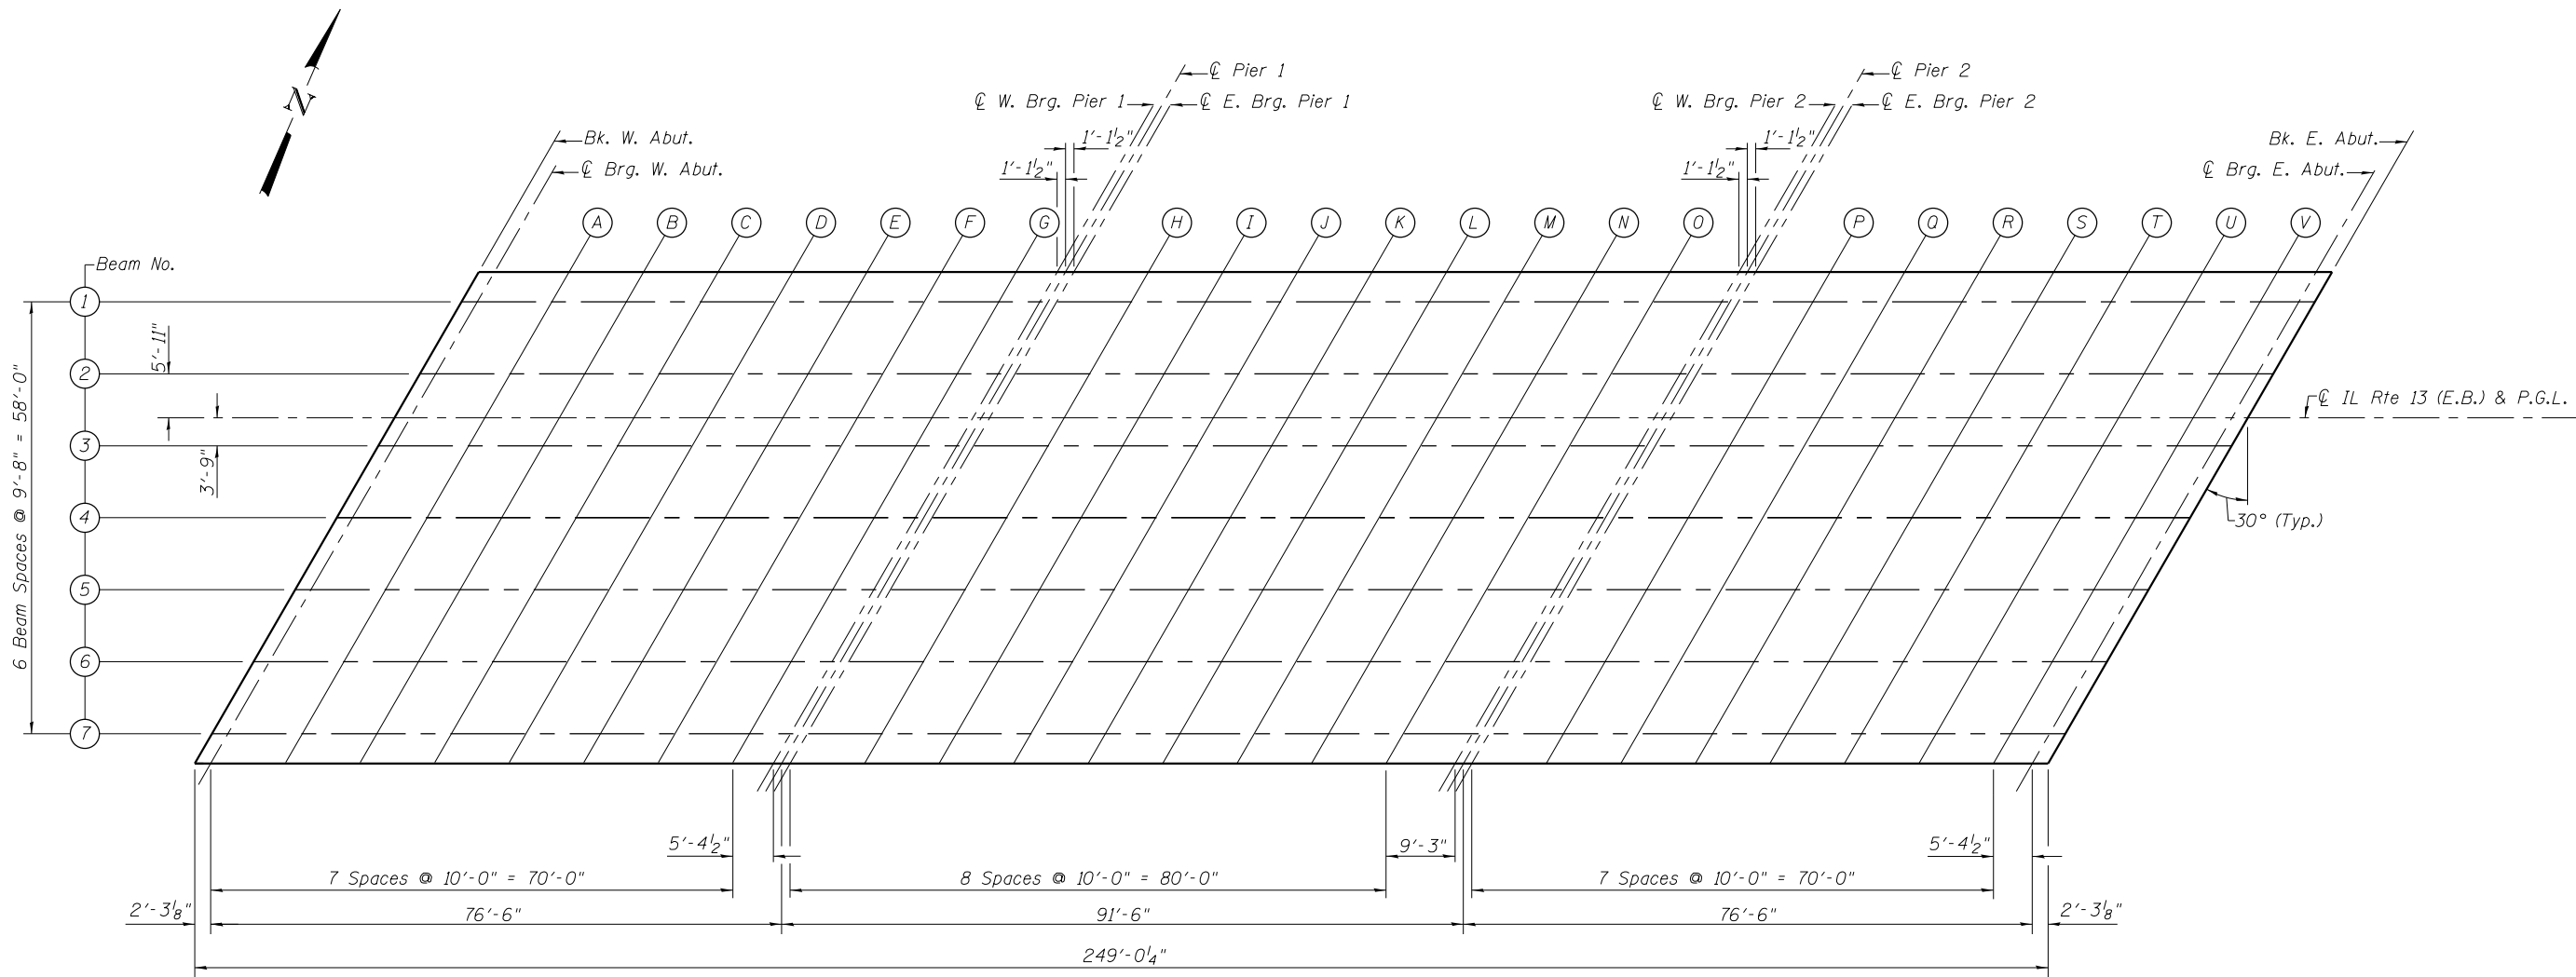 N
℄ Pier 1
℄ W. Brg. Pier 1
℄ E. Brg. Pier 1
℄ Pier 2
℄ W. Brg. Pier 2
℄ E. Brg. Pier 2
Bk. W. Abut.
℄ Brg. W. Abut.
1'-1½"
1'-1½"
1'-1½"
1'-1½"
Bk. E. Abut.
℄ Brg. E. Abut.
A B C D E F G H I J K L M N O P Q R S T U V
Beam No.
1
2
3
4
5
6
7
6 Beam Spaces @ 9'-8" = 58'-0"
5'-11"
3'-9"
℄ IL Rte 13 (E.B.) & P.G.L.
30° (Typ.)
5'-4½"
9'-3"
5'-4½"
7 Spaces @ 10'-0" = 70'-0"
8 Spaces @ 10'-0" = 80'-0"
7 Spaces @ 10'-0" = 70'-0"
2'-3⅛"
76'-6"
91'-6"
76'-6"
2'-3⅛"
249'-0¼"